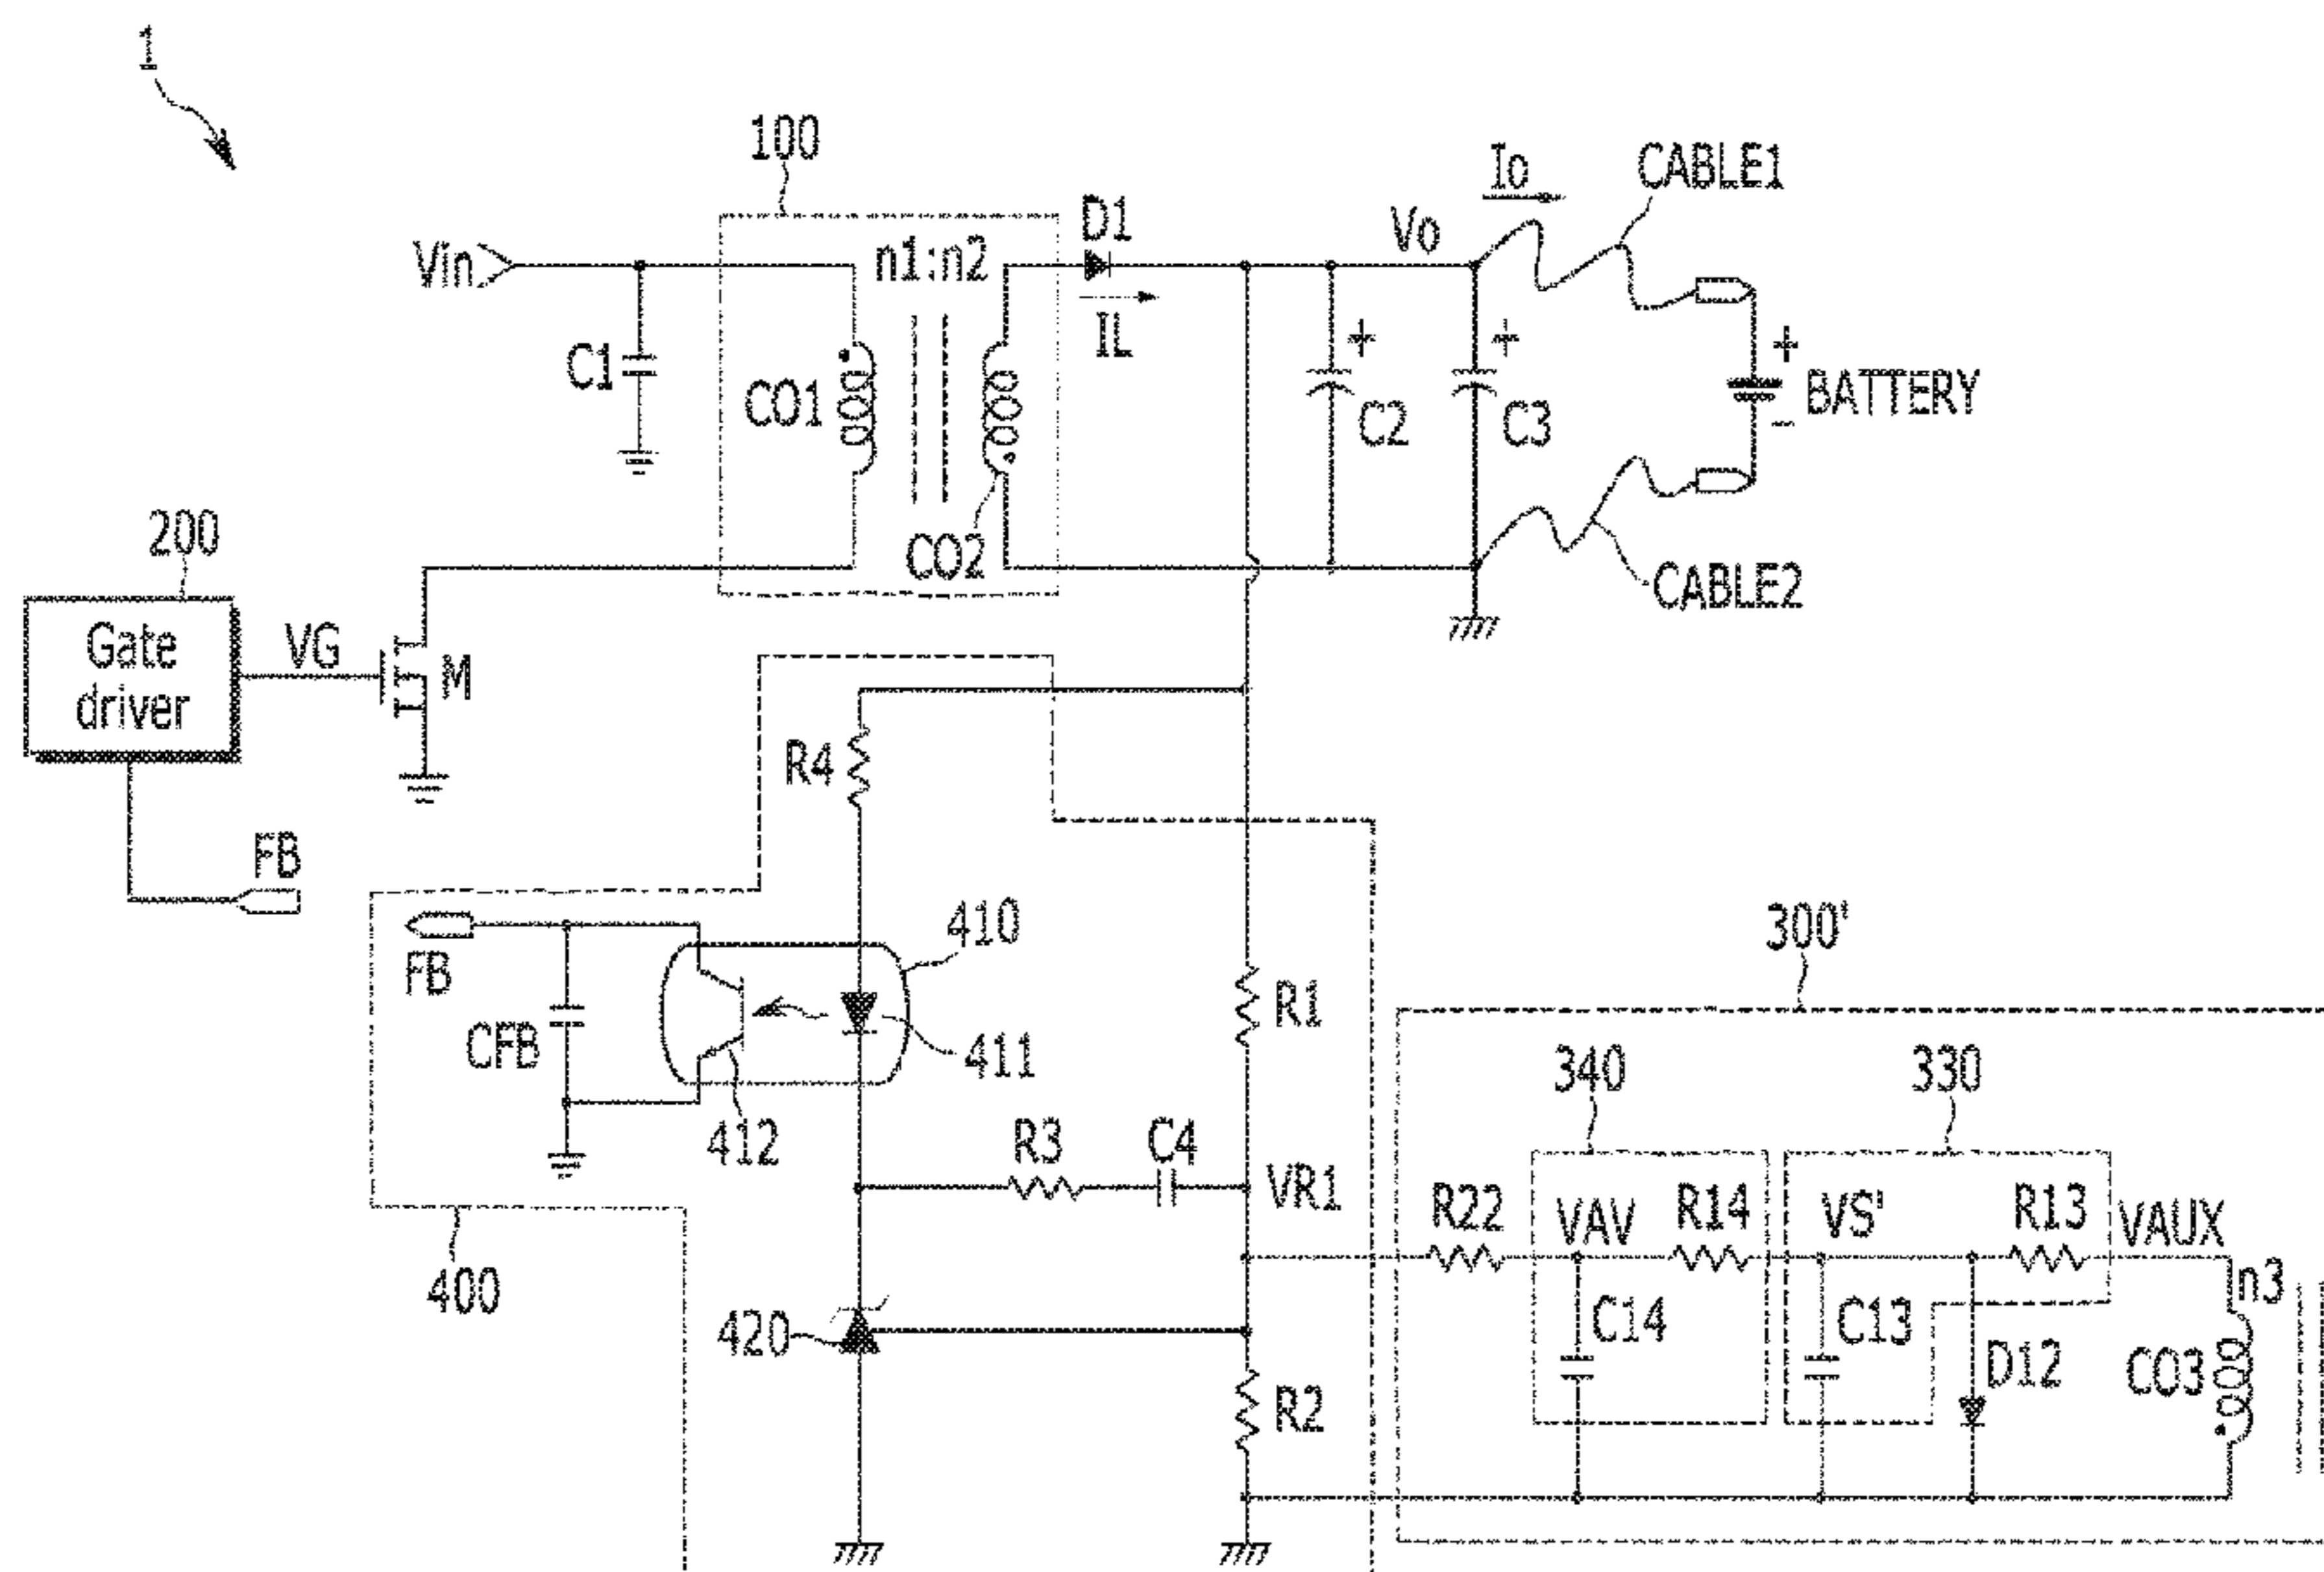 1
100
Io
CABLE1
Vin
n1:n2
D1
Vo
IL
C1
CO1
+
+
+
BATTERY
-
C2
C3
CO2
CABLE2
200
Gate
driver
VG
M
R4
FB
410
300'
FB
R1
CFB
411
412
340
330
R3
C4
VR1
R22
VAV
R14
VS'
R13
VAUX
n3
400
420
C14
C13
D12
CO3
R2